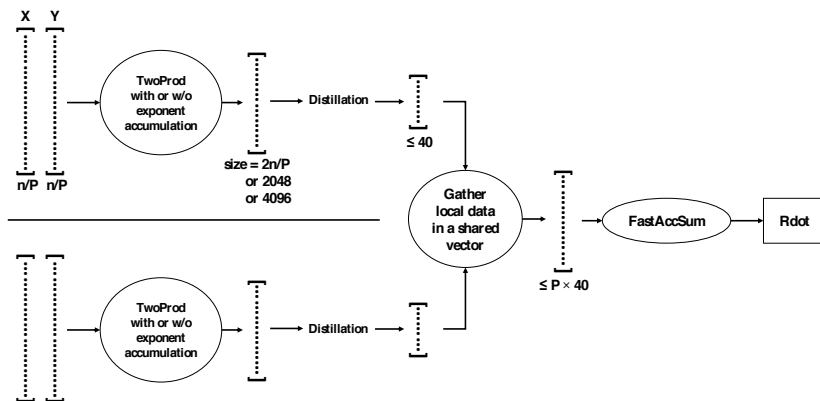 X Y
TwoProd
with or w/o
exponent
accumulation
Distillation
n/P n/P
size = 2n/P
or 2048
or 4096
≤ 40
Gather
local data
in a shared
vector
≤ P × 40
FastAccSum
Rdot
TwoProd
with or w/o
exponent
accumulation
Distillation